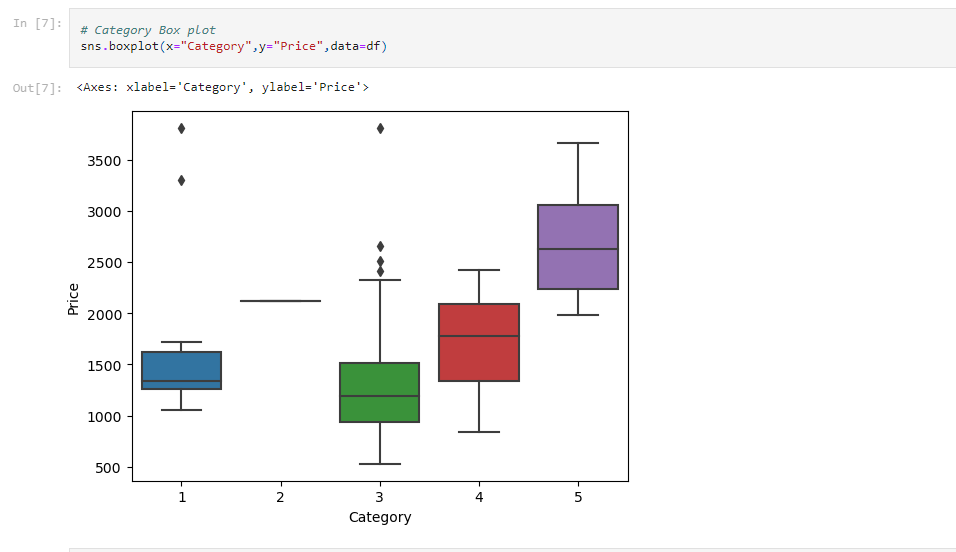 In [7]:
# Category Box plot
sns.boxplot(x="Category",y="Price",data=df)
Out[7]: <Axes: xlabel='Category', ylabel='Price'>
3500
3000
2500
2000
1500
1000
500
Price
1 2 3 4 5
Category